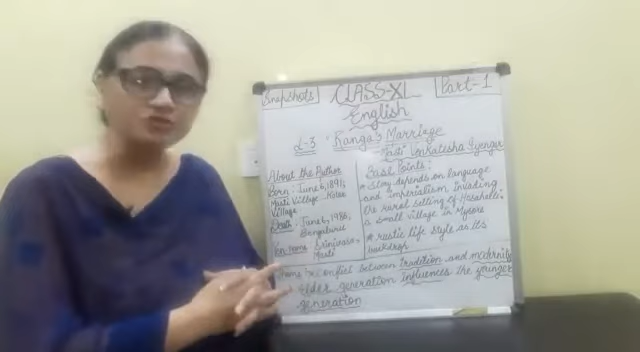 Snapshots
CLASS-XI
Part-1
English
L-3 'Ranga's Marriage
Masti Venkatesha Iyengar
About the Author
Born - June 6, 1891,
Masti Village - Kolar
Village
Death - June 6, 1986,
Bengaluru
Pen name Srinivasa,
Masti
Points:
* Story depends on language
and imperialism invading
the rural setting of Hosahalli-
a small village in Mysore
* rustic life style as its
backdrop
conflict between tradition and modernity
older generation influences the younger
generation